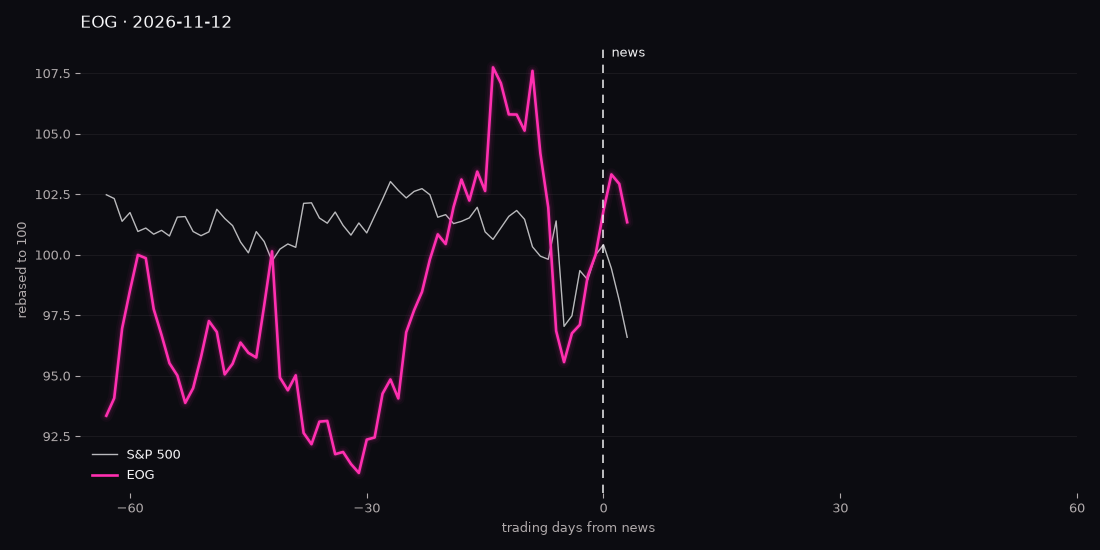 EOG · 2026-11-12
news
107.5
105.0
102.5
100.0
97.5
95.0
92.5
rebased to 100
S&P 500
EOG
−60
−30
0
30
60
trading days from news